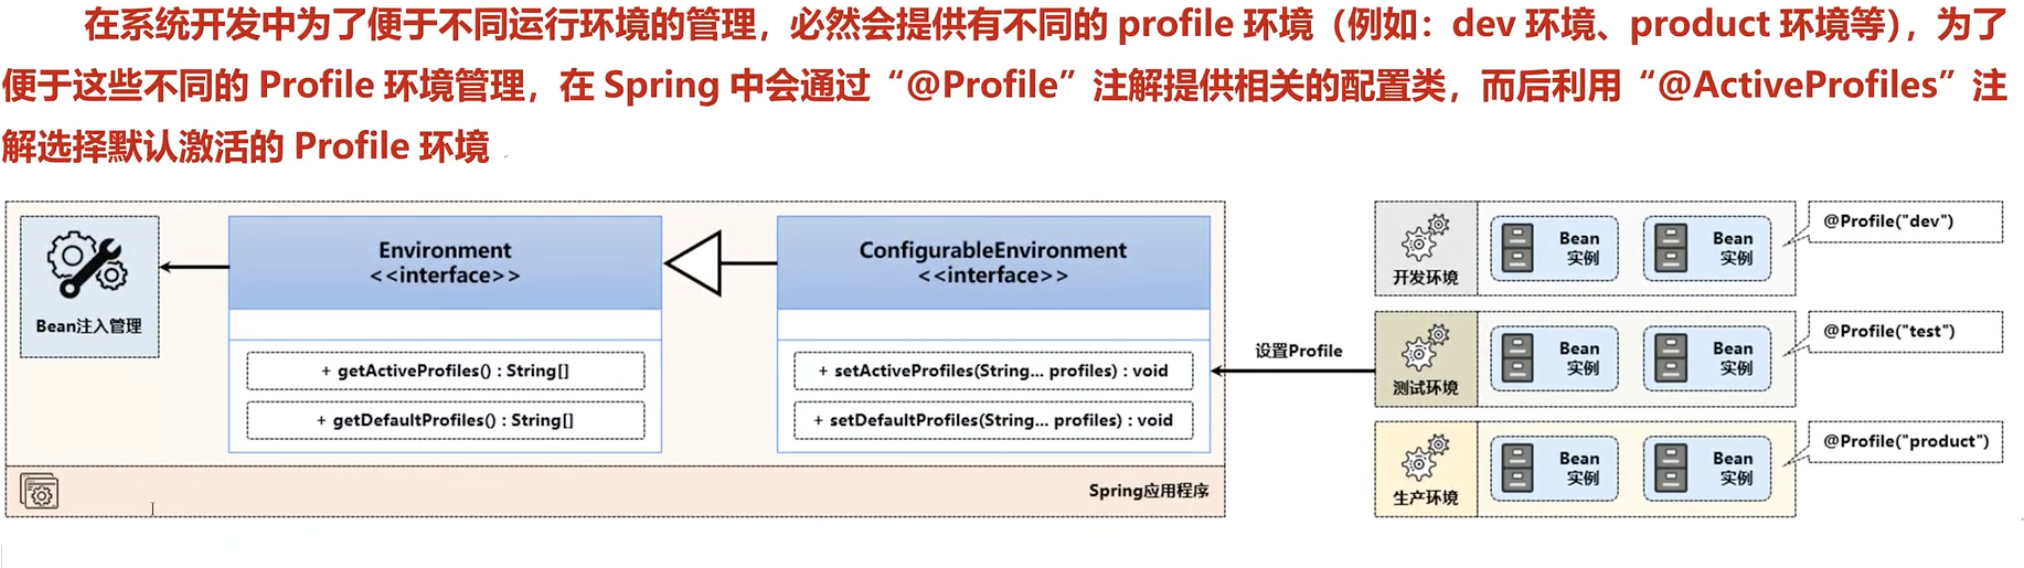 在系统开发中为了便于不同运行环境的管理，必然会提供有不同的 profile 环境（例如：dev 环境、product 环境等），为了
便于这些不同的 Profile 环境管理，在 Spring 中会通过“@Profile”注解提供相关的配置类，而后利用“@ActiveProfiles”注
解选择默认激活的 Profile 环境
Bean注入管理
Environment
<<interface>>
+ getActiveProfiles() : String[]
+ getDefaultProfiles() : String[]
ConfigurableEnvironment
<<interface>>
+ setActiveProfiles(String... profiles) : void
+ setDefaultProfiles(String... profiles) : void
Spring应用程序
设置Profile
开发环境
Bean
实例
Bean
实例
@Profile("dev")
测试环境
Bean
实例
Bean
实例
@Profile("test")
生产环境
Bean
实例
Bean
实例
@Profile("product")